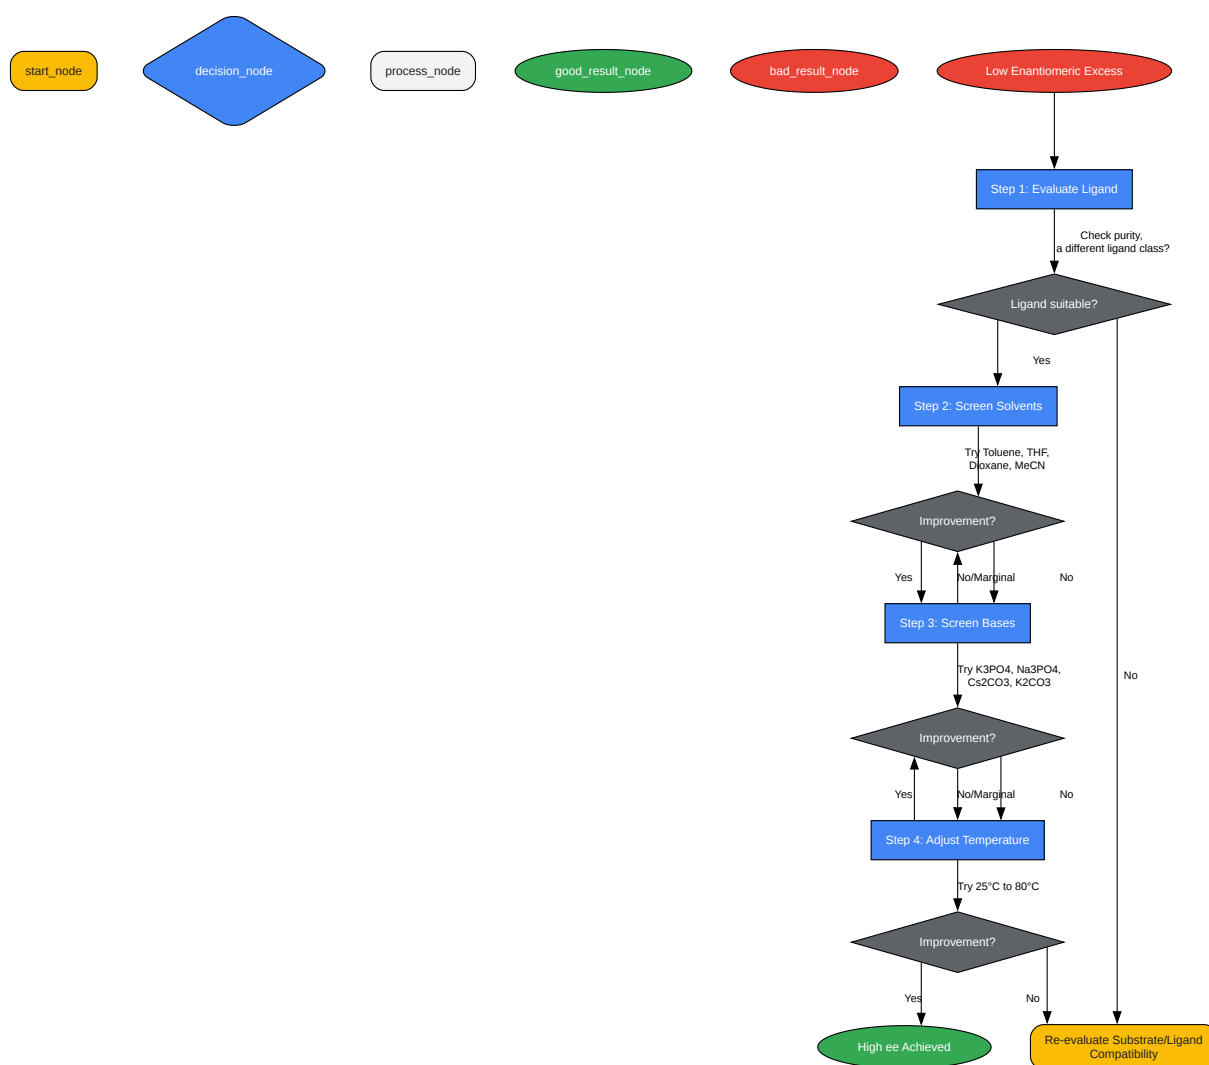 start_node
decision_node
process_node
good_result_node
bad_result_node
Low Enantiomeric Excess
Step 1: Evaluate Ligand
Check purity,
a different ligand class?
Ligand suitable?
Yes
Step 2: Screen Solvents
Try Toluene, THF,
Dioxane, MeCN
Improvement?
Yes
No/Marginal
No
Step 3: Screen Bases
Try K3PO4, Na3PO4,
Cs2CO3, K2CO3
No
Improvement?
Yes
No/Marginal
No
Step 4: Adjust Temperature
Try 25°C to 80°C
Improvement?
Yes
No
High ee Achieved
Re-evaluate Substrate/Ligand
Compatibility